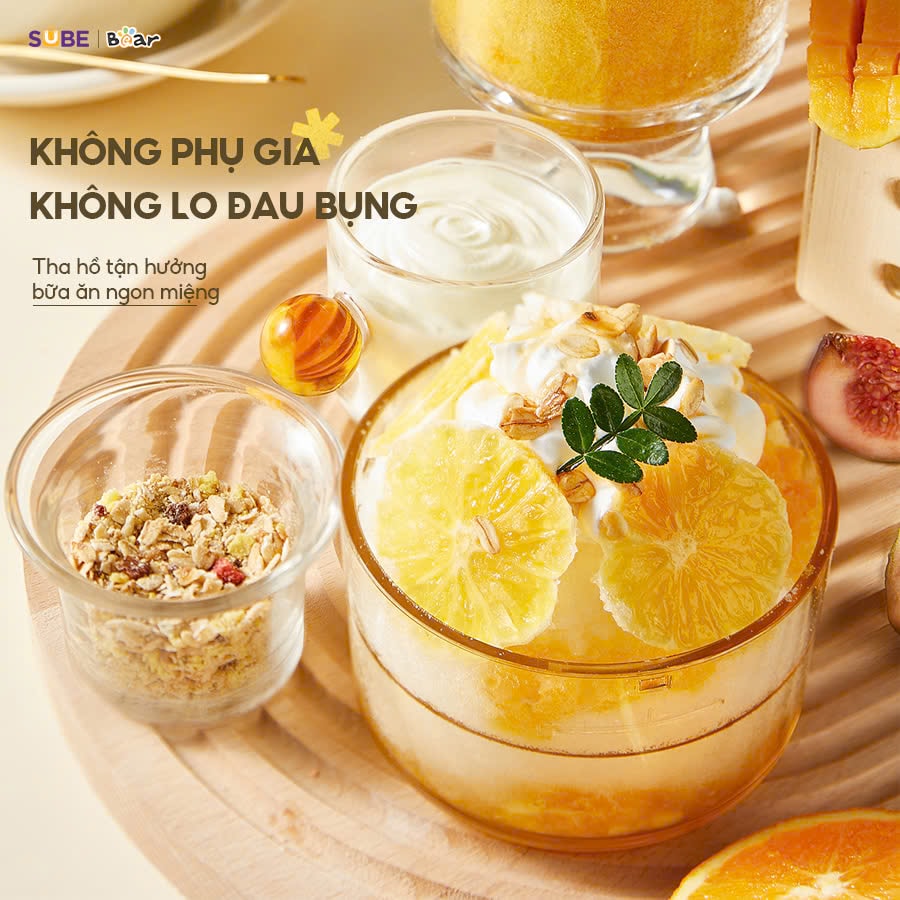 SUBE | Bear
KHÔNG PHỤ GIA
KHÔNG LO ĐAU BỤNG
Tha hồ tận hưởng
bữa ăn ngon miệng